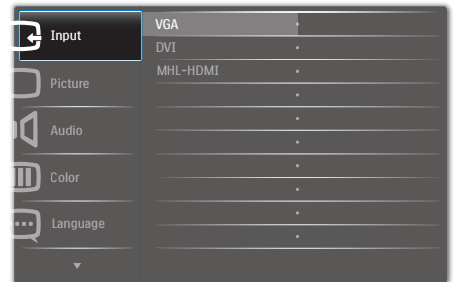 Input
VGA
DVI
MHL-HDMI
Picture
Audio
Color
Language